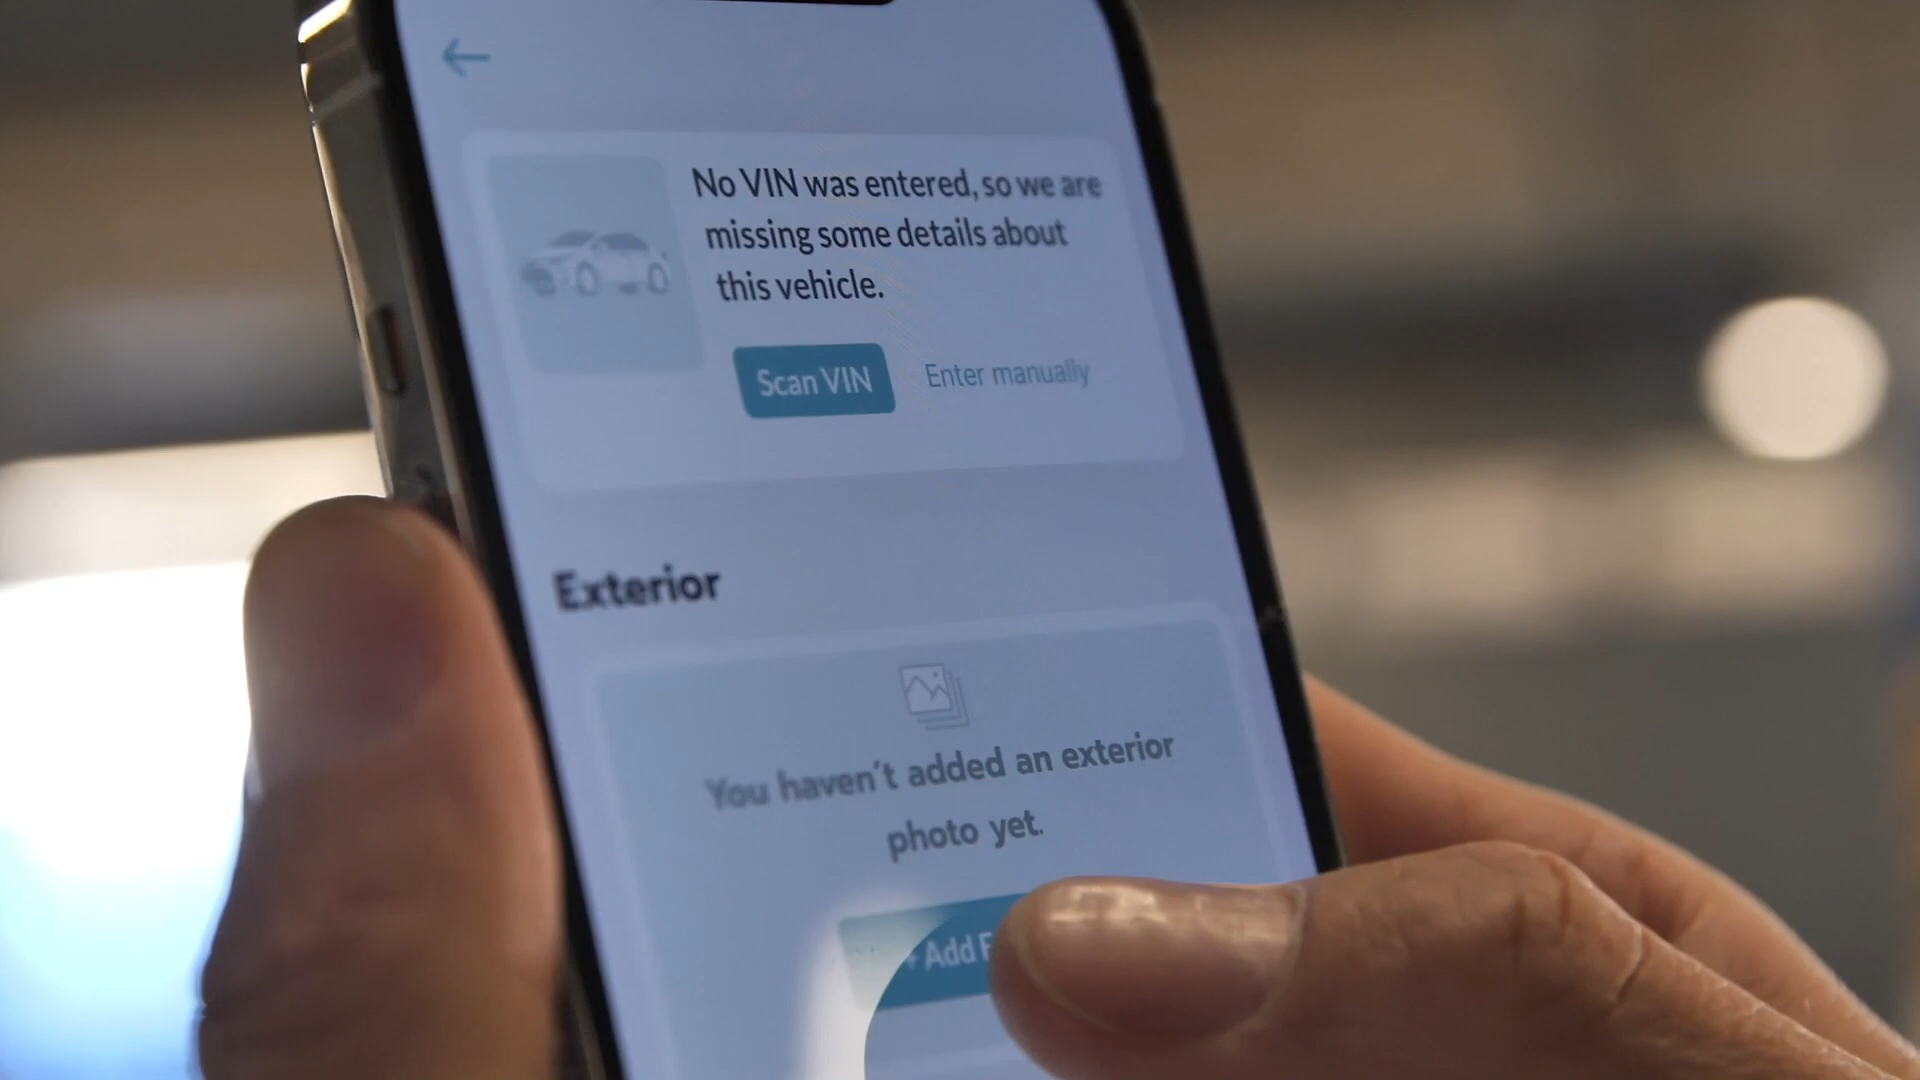 No VIN was entered, so we are
missing some details about
this vehicle.
Scan VIN
Enter manually
Exterior
You haven't added an exterior
photo yet.
+ Add